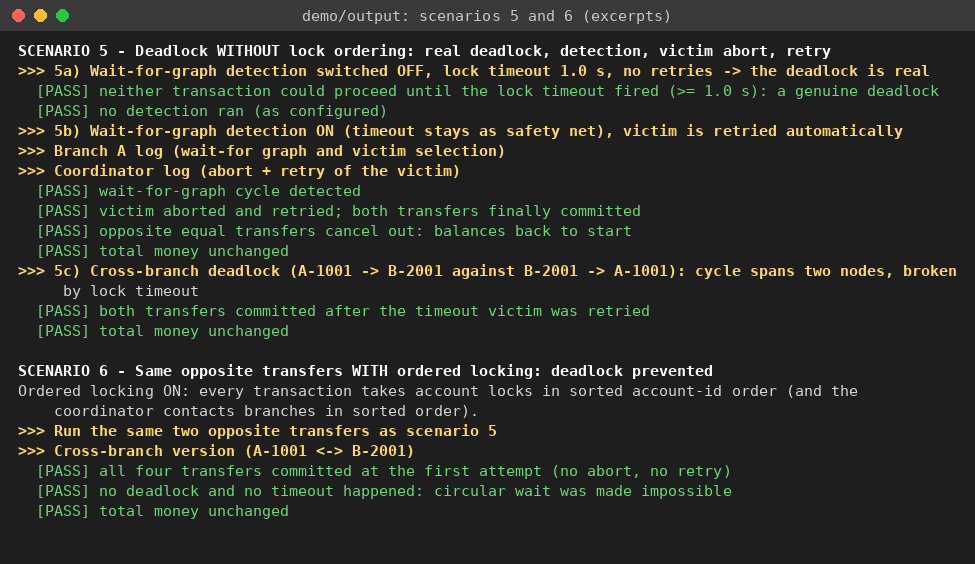 demo/output: scenarios 5 and 6 (excerpts)
SCENARIO 5 - Deadlock WITHOUT lock ordering: real deadlock, detection, victim abort, retry
>>> 5a) Wait-for-graph detection switched OFF, lock timeout 1.0 s, no retries -> the deadlock is real
[PASS] neither transaction could proceed until the lock timeout fired (>= 1.0 s): a genuine deadlock
[PASS] no detection ran (as configured)
>>> 5b) Wait-for-graph detection ON (timeout stays as safety net), victim is retried automatically
>>> Branch A log (wait-for graph and victim selection)
>>> Coordinator log (abort + retry of the victim)
[PASS] wait-for-graph cycle detected
[PASS] victim aborted and retried; both transfers finally committed
[PASS] opposite equal transfers cancel out: balances back to start
[PASS] total money unchanged
>>> 5c) Cross-branch deadlock (A-1001 -> B-2001 against B-2001 -> A-1001): cycle spans two nodes, broken
by lock timeout
[PASS] both transfers committed after the timeout victim was retried
[PASS] total money unchanged
SCENARIO 6 - Same opposite transfers WITH ordered locking: deadlock prevented
Ordered locking ON: every transaction takes account locks in sorted account-id order (and the
coordinator contacts branches in sorted order).
>>> Run the same two opposite transfers as scenario 5
>>> Cross-branch version (A-1001 <-> B-2001)
[PASS] all four transfers committed at the first attempt (no abort, no retry)
[PASS] no deadlock and no timeout happened: circular wait was made impossible
[PASS] total money unchanged